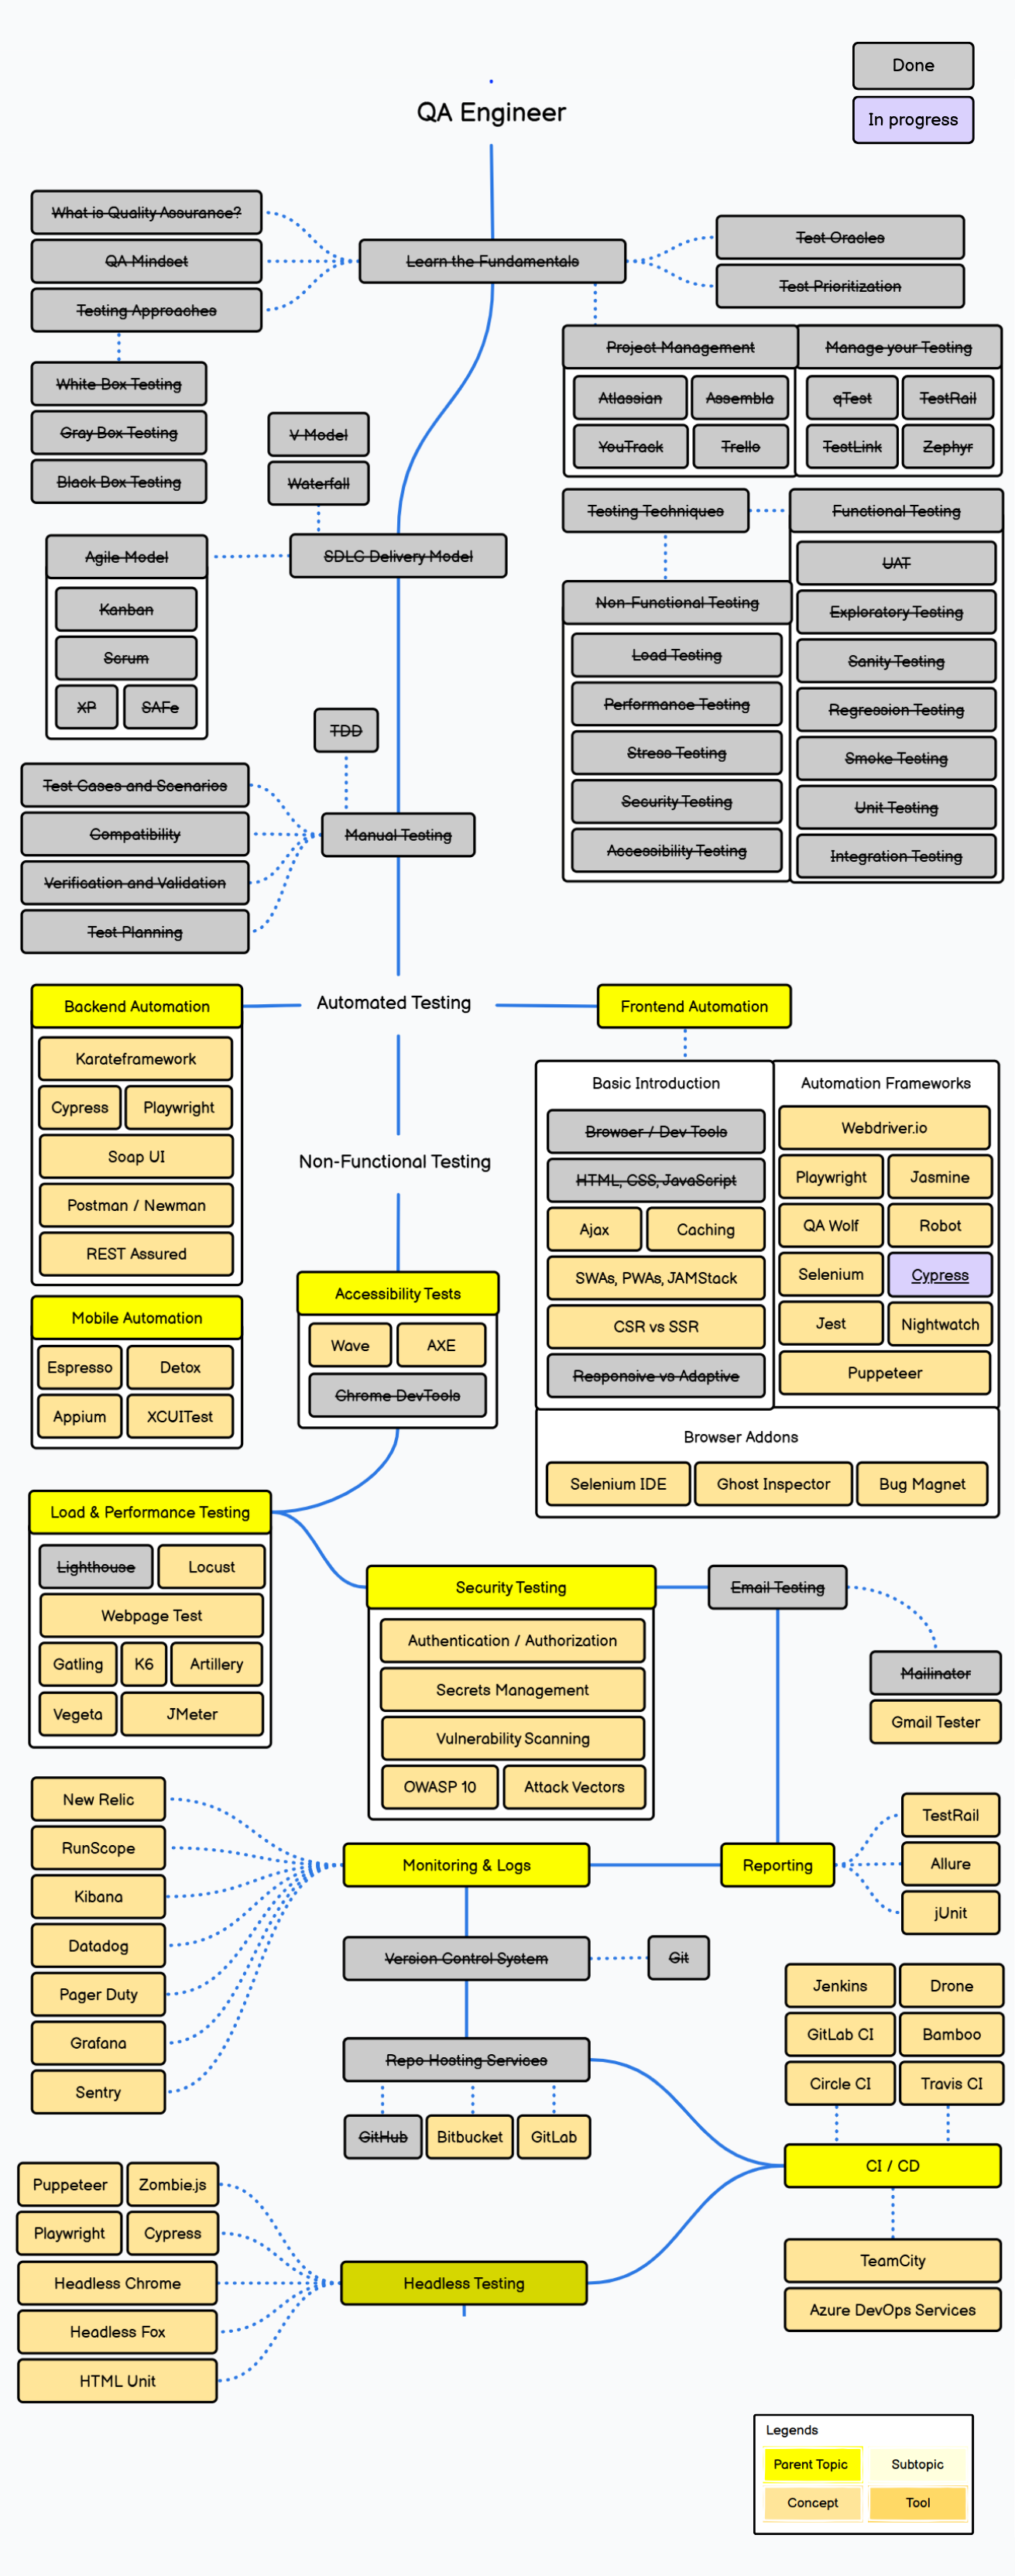 Done
In progress
QA Engineer
What is Quality Assurance?
QA Mindset
Testing Approaches
Learn the Fundamentals
Test Oracles
Test Prioritization
White Box Testing
Gray Box Testing
Black Box Testing
Project Management
Atlassian
Assembla
YouTrack
Trello
Manage your Testing
qTest
TestRail
TestLink
Zephyr
V Model
Waterfall
SDLC Delivery Model
Agile Model
Kanban
Scrum
XP
SAFe
Testing Techniques
Functional Testing
UAT
Exploratory Testing
Sanity Testing
Regression Testing
Smoke Testing
Unit Testing
Integration Testing
Non-Functional Testing
Load Testing
Performance Testing
Stress Testing
Security Testing
Accessibility Testing
TDD
Manual Testing
Test Cases and Scenarios
Compatibility
Verification and Validation
Test Planning
Backend Automation
Automated Testing
Frontend Automation
Karateframework
Cypress
Playwright
Soap UI
Postman / Newman
REST Assured
Mobile Automation
Espresso
Detox
Appium
XCUITest
Non-Functional Testing
Accessibility Tests
Wave
AXE
Chrome DevTools
Basic Introduction
Browser / Dev Tools
HTML, CSS, JavaScript
Ajax
Caching
SWAs, PWAs, JAMStack
CSR vs SSR
Responsive vs Adaptive
Automation Frameworks
Webdriver.io
Playwright
Jasmine
QA Wolf
Robot
Selenium
Cypress
Jest
Nightwatch
Puppeteer
Browser Addons
Selenium IDE
Ghost Inspector
Bug Magnet
Load & Performance Testing
Lighthouse
Locust
Webpage Test
Gatling
K6
Artillery
Vegeta
JMeter
Security Testing
Authentication / Authorization
Secrets Management
Vulnerability Scanning
OWASP 10
Attack Vectors
Email Testing
Mailinator
Gmail Tester
New Relic
RunScope
Kibana
Datadog
Pager Duty
Grafana
Sentry
Monitoring & Logs
Reporting
TestRail
Allure
jUnit
Version Control System
Git
Repo Hosting Services
GitHub
Bitbucket
GitLab
Jenkins
Drone
GitLab CI
Bamboo
Circle CI
Travis CI
CI / CD
TeamCity
Azure DevOps Services
Puppeteer
Zombie.js
Playwright
Cypress
Headless Chrome
Headless Fox
HTML Unit
Headless Testing
Legends
Parent Topic
Subtopic
Concept
Tool